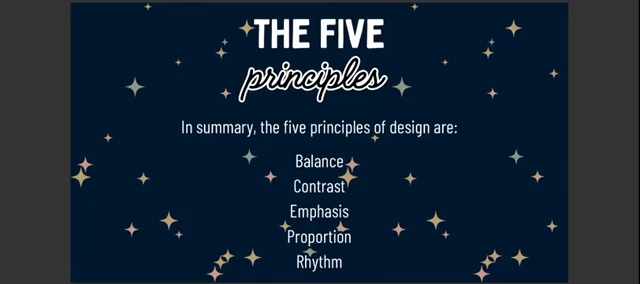 THE FIVE
principles
In summary, the five principles of design are:
Balance
Contrast
Emphasis
Proportion
Rhythm